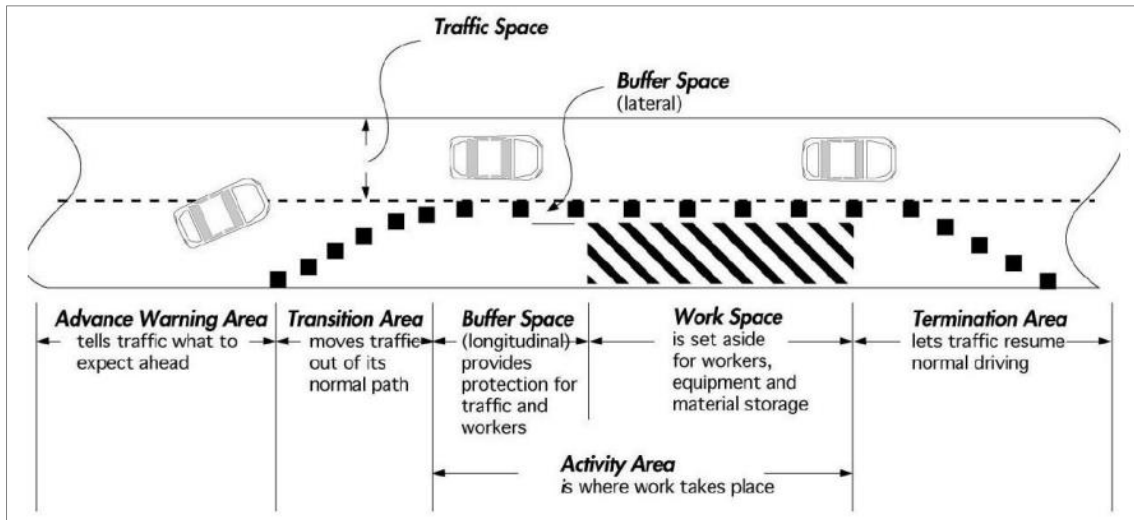 Traffic Space
Buffer Space
(lateral)
Advance Warning Area
tells traffic what to
expect ahead
Transition Area
moves traffic
out of its
normal path
Buffer Space
(longitudinal)
provides
protection for
traffic and
workers
Work Space
is set aside
for workers,
equipment and
material storage
Termination Area
lets traffic resume
normal driving
Activity Area
is where work takes place